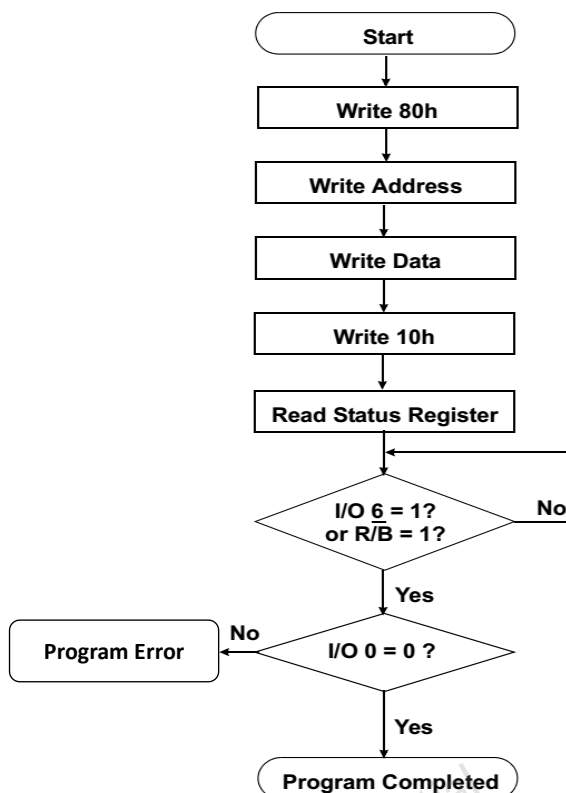 Start
Write 80h
Write Address
Write Data
Write 10h
Read Status Register
I/O 6 = 1?
or R/B̅ = 1?
No
Yes
No
Program Error
I/O 0 = 0 ?
Yes
Program Completed